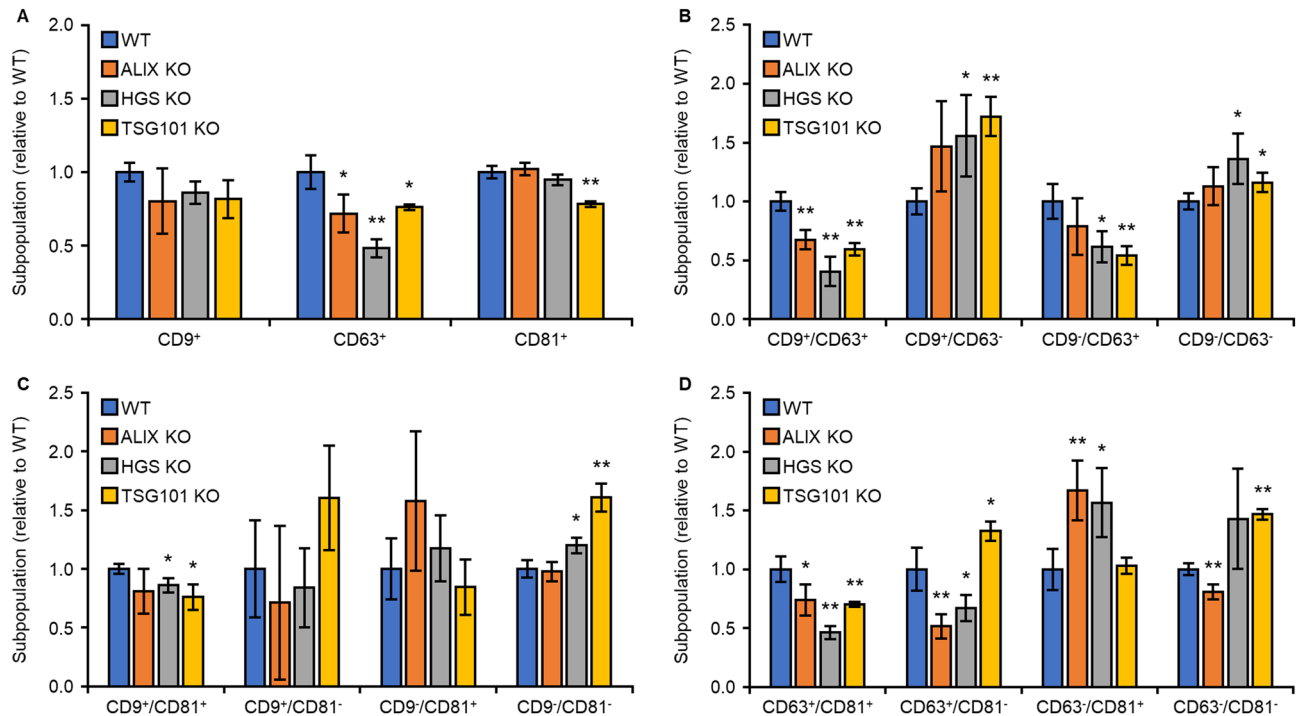 A
Subpopulation (relative to WT)
2.0
1.5
1.0
0.5
0.0
WT
ALIX KO
HGS KO
TSG101 KO
* ** * **
CD9⁺ CD63⁺ CD81⁺
B
Subpopulation (relative to WT)
2.5
2.0
1.5
1.0
0.5
0.0
WT
ALIX KO
HGS KO
TSG101 KO
** ** ** * ** * ** * *
CD9⁺/CD63⁺ CD9⁺/CD63⁻ CD9⁻/CD63⁺ CD9⁻/CD63⁻
C
Subpopulation (relative to WT)
2.5
2.0
1.5
1.0
0.5
0.0
WT
ALIX KO
HGS KO
TSG101 KO
* * * **
CD9⁺/CD81⁺ CD9⁺/CD81⁻ CD9⁻/CD81⁺ CD9⁻/CD81⁻
D
Subpopulation (relative to WT)
2.5
2.0
1.5
1.0
0.5
0.0
WT
ALIX KO
HGS KO
TSG101 KO
* ** ** ** * * ** * ** **
CD63⁺/CD81⁺ CD63⁺/CD81⁻ CD63⁻/CD81⁺ CD63⁻/CD81⁻